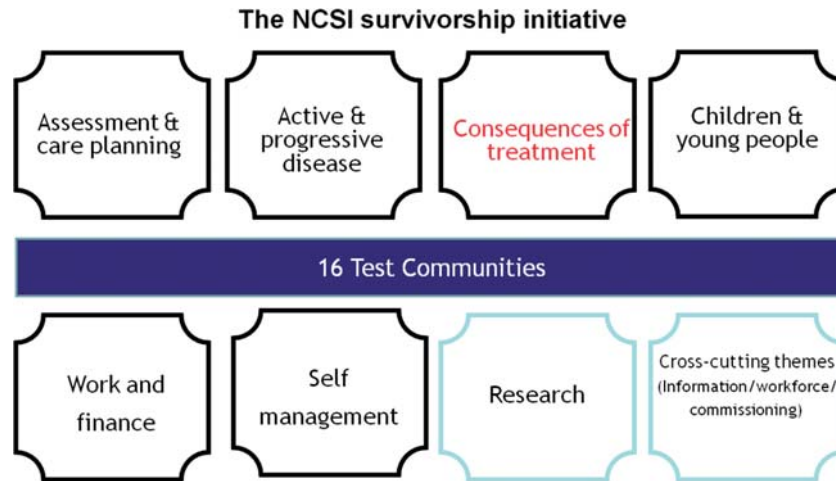 The NCSI survivorship initiative
Assessment &
care planning
Active &
progressive
disease
Consequences of
treatment
Children &
young people
16 Test Communities
Work and
finance
Self
management
Research
Cross-cutting themes
(Information/workforce/
commissioning)